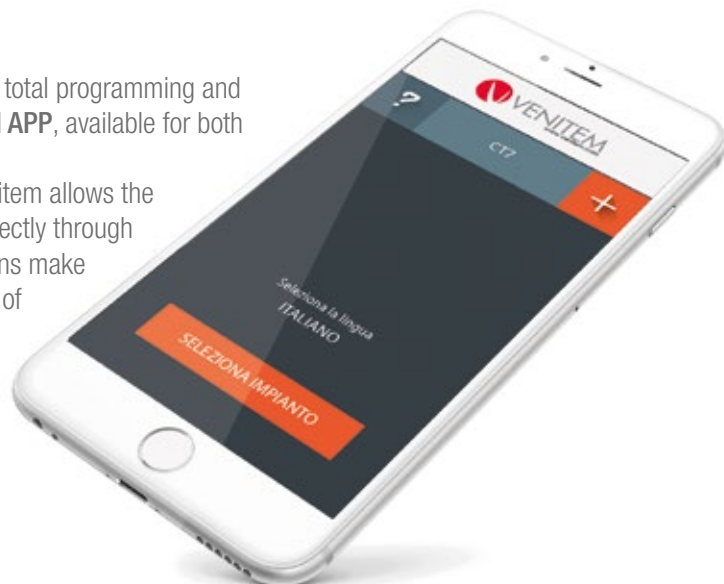 total programming and
APP, available for both
item allows the
ectly through
ns make
of
?
VENITEM
CT7
+
Seleziona la lingua
ITALIANO
SELEZIONA IMPIANTO